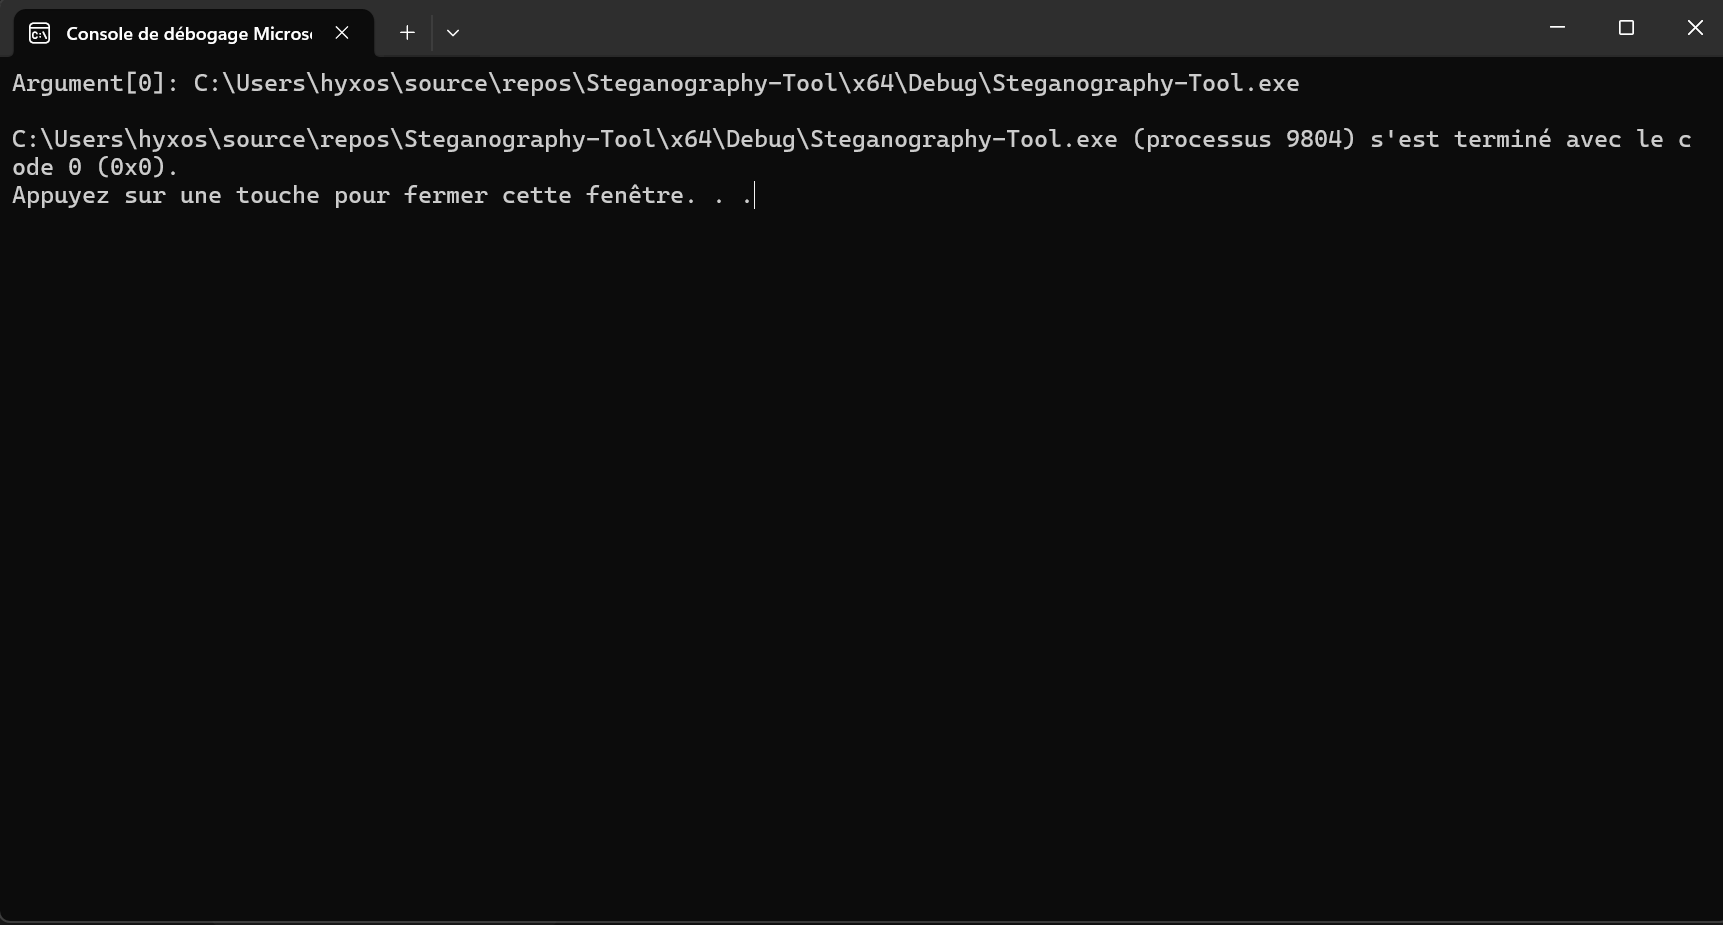 Console de débogage Micros
Argument[0]: C:\Users\hyxos\source\repos\Steganography-Tool\x64\Debug\Steganography-Tool.exe
C:\Users\hyxos\source\repos\Steganography-Tool\x64\Debug\Steganography-Tool.exe (processus 9804) s'est terminé avec le c
ode 0 (0x0).
Appuyez sur une touche pour fermer cette fenêtre. . .